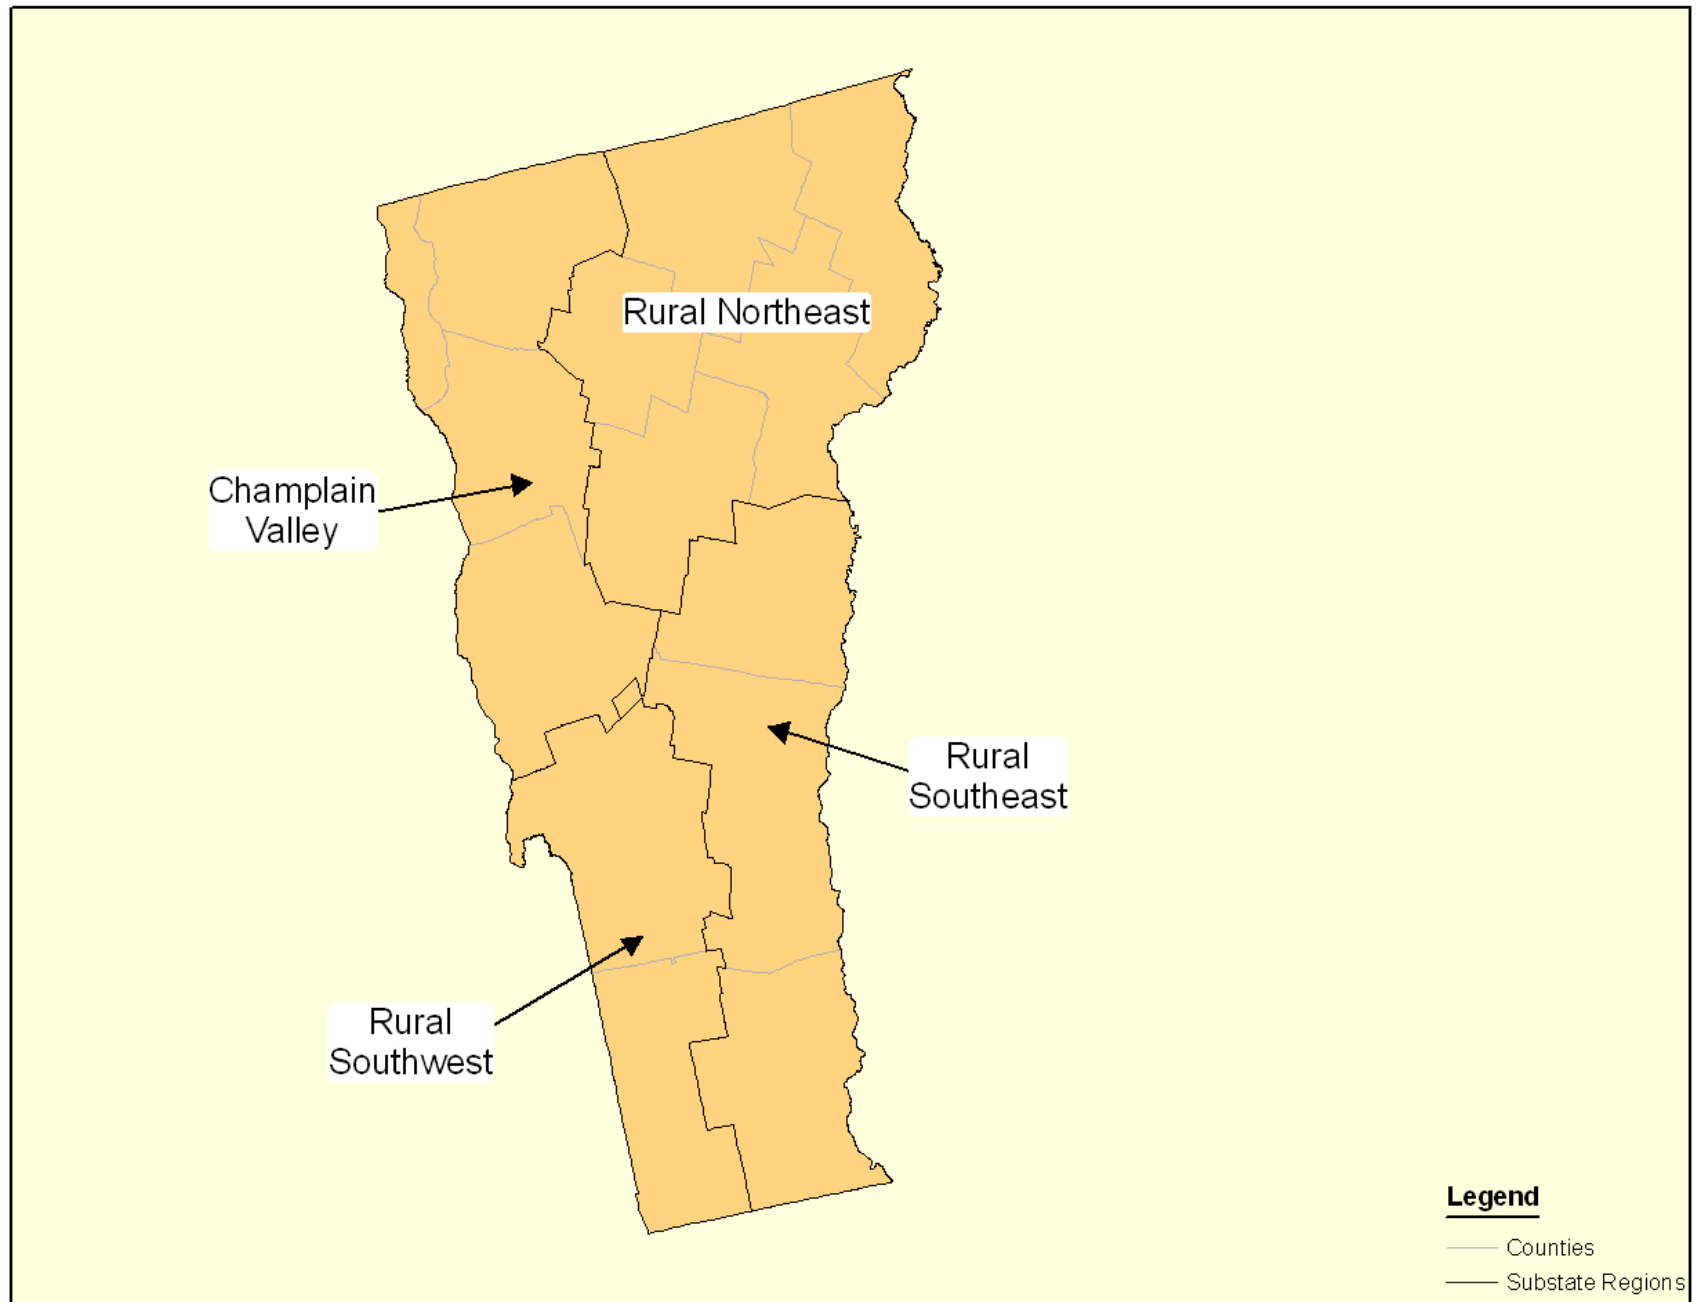 Rural Northeast
Champlain
Valley
Rural
Southeast
Rural
Southwest
Legend
Counties
Substate Regions